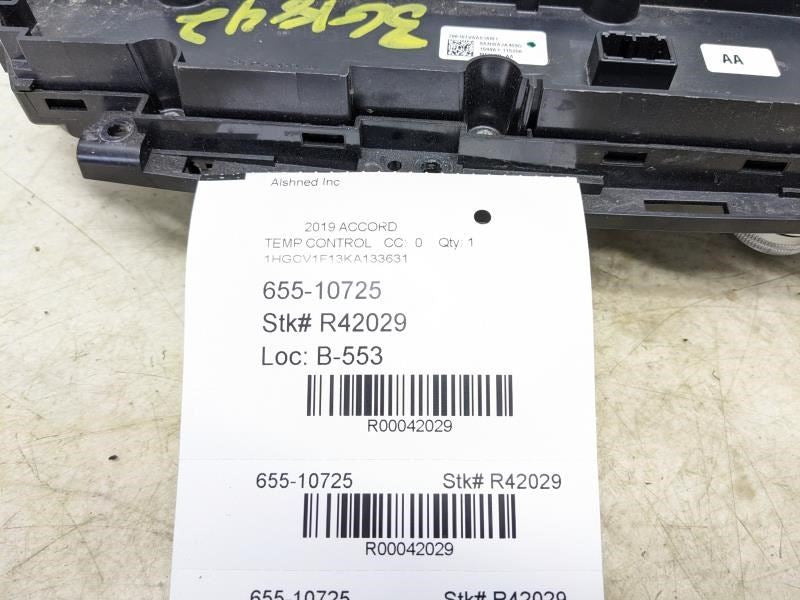 3GK842
AA
Alshned Inc
2019 ACCORD
TEMP CONTROL CC: 0 Qty: 1
1HGCV1F13KA133631
655-10725
Stk# R42029
Loc: B-553
R00042029
655-10725 Stk# R42029
R00042029
655-10725 Stk# R42029